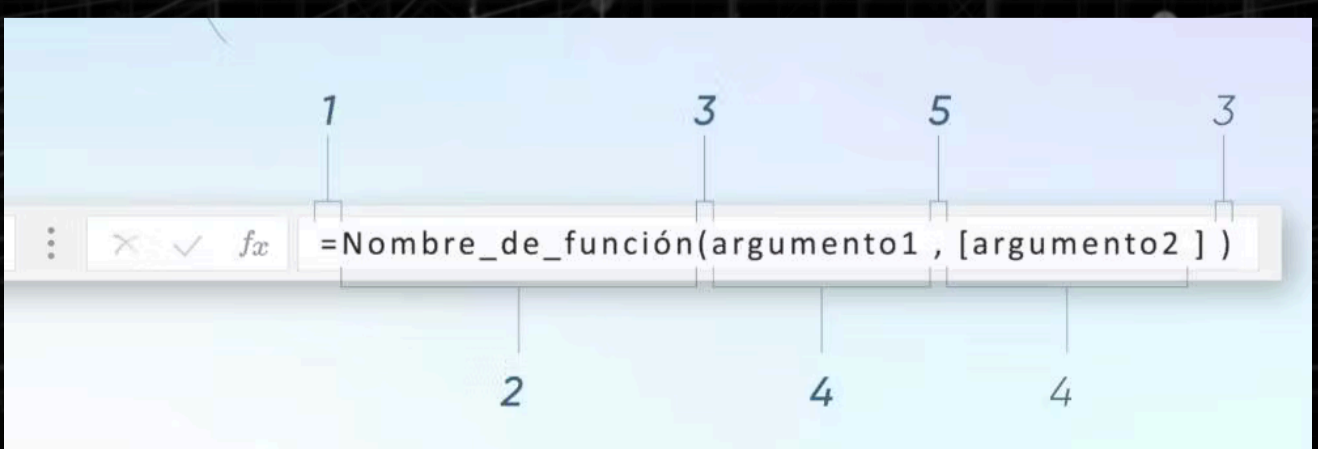 1 3 5 3
fx =Nombre_de_función(argumento1 , [argumento2 ] )
2 4 4